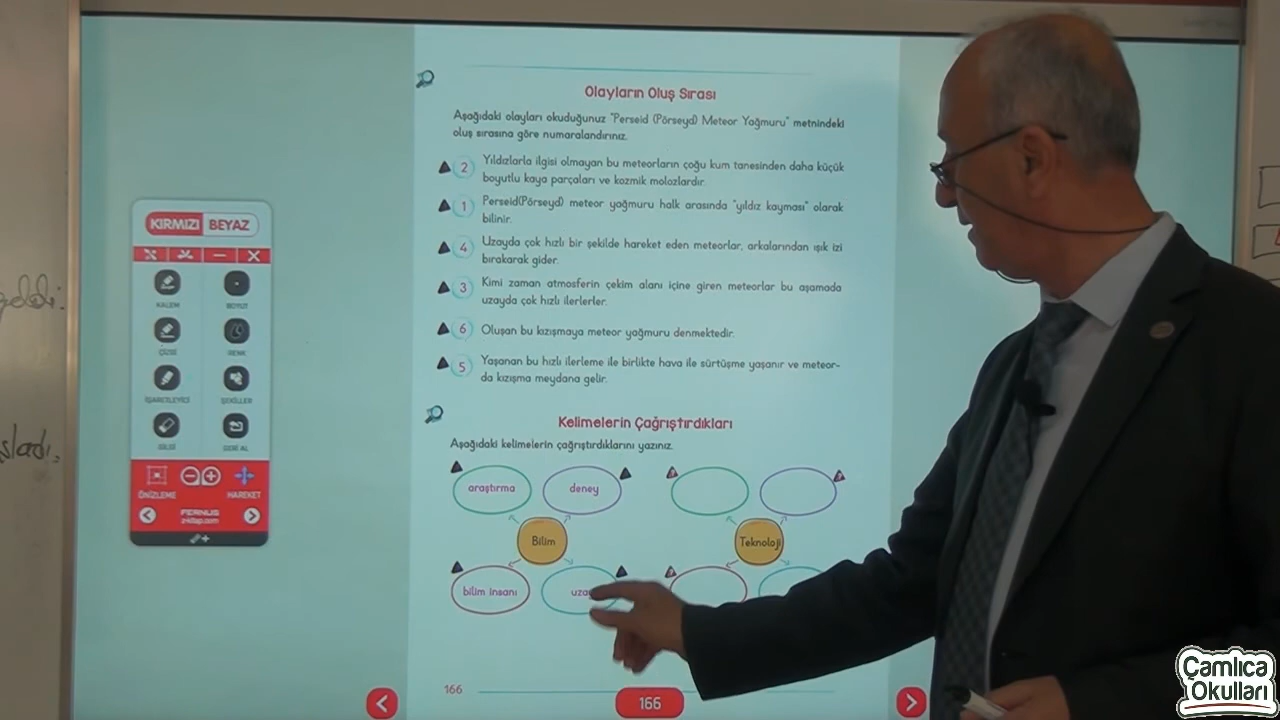 Olayların Oluş Sırası
Aşağıdaki olayları okuduğunuz "Perseid (Pörseyd) Meteor Yağmuru" metnindeki
oluş sırasına göre numaralandırınız.
2 Yıldızlarla ilgisi olmayan bu meteorların çoğu kum tanesinden daha küçük
boyutlu kaya parçaları ve kozmik molozlardır.
1 Perseid(Pörseyd) meteor yağmuru halk arasında "yıldız kayması" olarak
bilinir.
4 Uzayda çok hızlı bir şekilde hareket eden meteorlar, arkalarından ışık izi
bırakarak gider.
3 Kimi zaman atmosferin çekim alanı içine giren meteorlar bu aşamada
uzayda çok hızlı ilerlerler.
6 Oluşan bu kızışmaya meteor yağmuru denmektedir.
5 Yaşanan bu hızlı ilerleme ile birlikte hava ile sürtüşme yaşanır ve meteor-
da kızışma meydana gelir.
Kelimelerin Çağrıştırdıkları
Aşağıdaki kelimelerin çağrıştırdıklarını yazınız.
araştırma deney
Bilim Teknoloji
bilim insanı
166
166
KIRMIZI BEYAZ
KALEM BOYUT
ÇİZGİ RENK
İŞARETLEYİCİ ŞEKİLLER
SİLGİ GERİ AL
ÖNİZLEME HAREKET
FERNUS
z-kitap.com
Çamlıca
Okulları